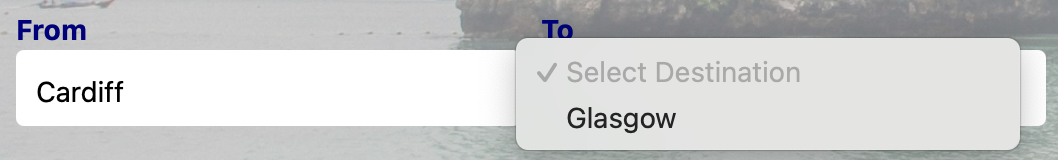 From
To
Cardiff
✓ Select Destination
Glasgow